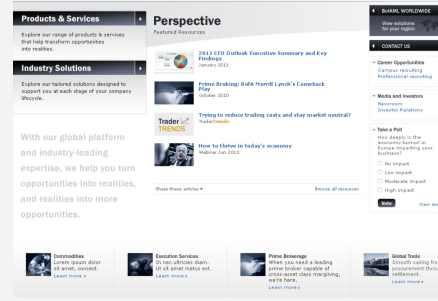 Products & Services
Explore our range of products & services
that help transform opportunities
into realities.
Industry Solutions
Explore our tailored solutions designed to
support you at each stage of your company
lifecycle.
With our global platform
and industry-leading
expertise, we help you turn
opportunities into realities,
and realities into more
opportunities.
Perspective
Featured Resources
2011 CFO Outlook Executive Summary and Key
Findings
January 2011
Prime Broking: BofA Merrill Lynch's Comeback
Play
October 2010
Trader
TRENDS
Trying to reduce trading costs and stay market neutral?
TraderTrends
How to thrive in today's economy
Webinar Jun 2010
Share these articles
Browse all resources
BofAML WORLDWIDE
View solutions
for your region
CONTACT US
Career Opportunities
Campus recruiting
Professional recruiting
Media and Investors
Newsroom
Investor Relations
Take a Poll
How deeply is the
economic turmoil in
Europe impacting your
business?
No impact
Low impact
Moderate impact
High impact
Vote
View
Commodities
Lorem ipsum dolor
sit amet, consect.
Learn more
Execution Services
In nec ultricies diam.
Ut sit amet metus est.
Learn more
Prime Brokerage
When you need a leading
prime broker capable of
cross-asset class margining,
we're here.
Learn more
Global Trade
Smooth sailing fro
procurement throu
settlement.
Learn more